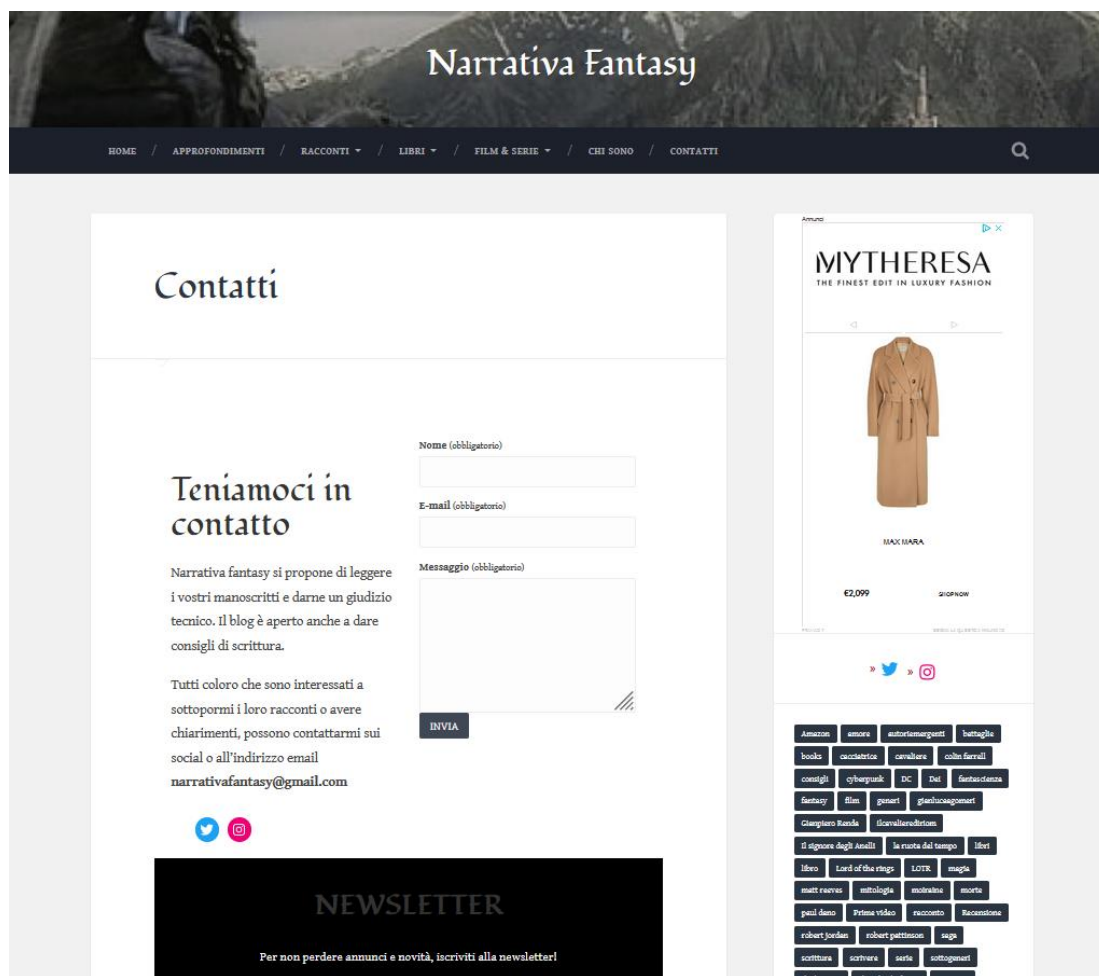 Narrativa Fantasy
HOME / APPROFONDIMENTI / RACCONTI / LIBRI / FILM & SERIE / CHI SONO / CONTATTI
Contatti
Teniamoci in
contatto
Narrativa fantasy si propone di leggere
i vostri manoscritti e darne un giudizio
tecnico. Il blog è aperto anche a dare
consigli di scrittura.
Tutti coloro che sono interessati a
sottopormi i loro racconti o avere
chiarimenti, possono contattarmi sui
social o all'indirizzo email
narrativafantasy@gmail.com
Nome (obbligatorio)
E-mail (obbligatorio)
Messaggio (obbligatorio)
INVIA
NEWSLETTER
Per non perdere annunci e novità, iscriviti alla newsletter!
Annunci
MYTHERESA
THE FINEST EDIT IN LUXURY FASHION
MAX MARA
€2,099 SHOP NOW
» »
Amazon amore autoriemergenti battaglie
books cacciatrice cavaliere colin farrell
consigli cyberpunk DC Dei fantascienza
fantasy film generi gianlucaagomeri
Gianpiero Renda ilcavaliereditiom
Il signore degli Anelli la ruota del tempo libri
libro Lord of the rings LOTR magia
matt reeves mitologia moiraine morte
paul dano Prime video racconto Recensione
robert jordan robert pattinson saga
scrittura scrivere serie sottogeneri